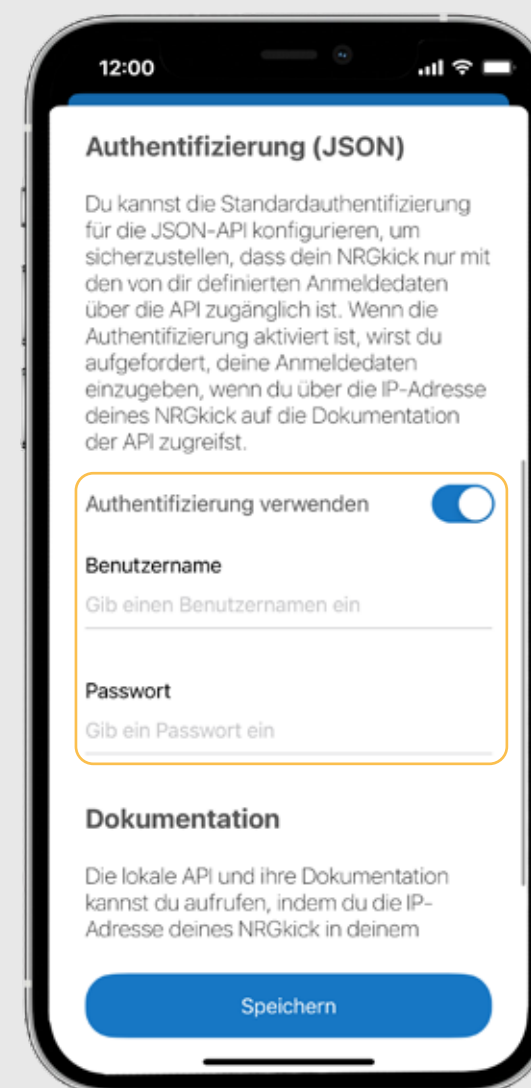 12:00
Authentifizierung (JSON)
Du kannst die Standardauthentifizierung
für die JSON-API konfigurieren, um
sicherzustellen, dass dein NRGkick nur mit
den von dir definierten Anmeldedaten
über die API zugänglich ist. Wenn die
Authentifizierung aktiviert ist, wirst du
aufgefordert, deine Anmeldedaten
einzugeben, wenn du über die IP-Adresse
deines NRGkick auf die Dokumentation
der API zugreifst.
Authentifizierung verwenden
Benutzername
Gib einen Benutzernamen ein
Passwort
Gib ein Passwort ein
Dokumentation
Die lokale API und ihre Dokumentation
kannst du aufrufen, indem du die IP-
Adresse deines NRGkick in deinem
Speichern